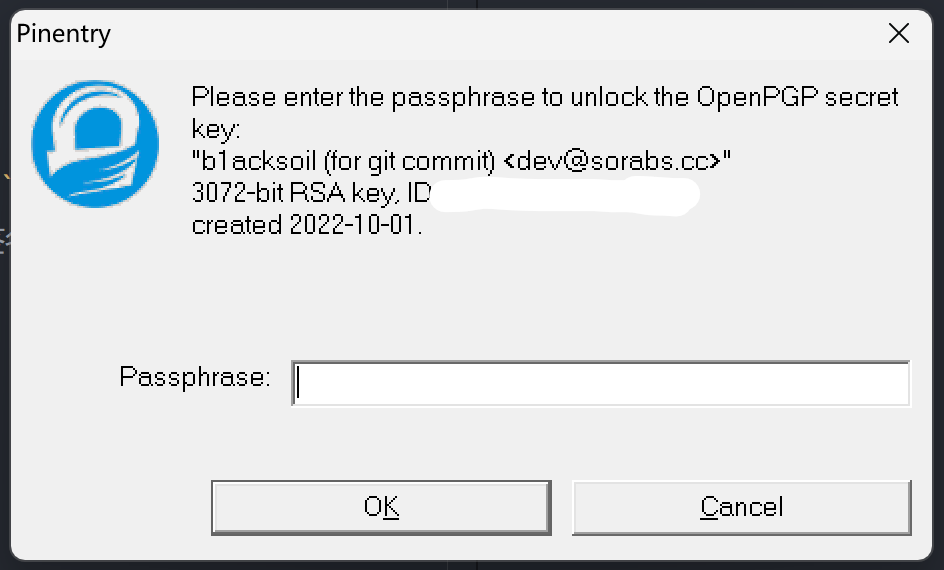 Pinentry
Please enter the passphrase to unlock the OpenPGP secret
key:
"b1acksoil (for git commit) <dev@sorabs.cc>"
3072-bit RSA key, ID
created 2022-10-01.
Passphrase:
OK
Cancel